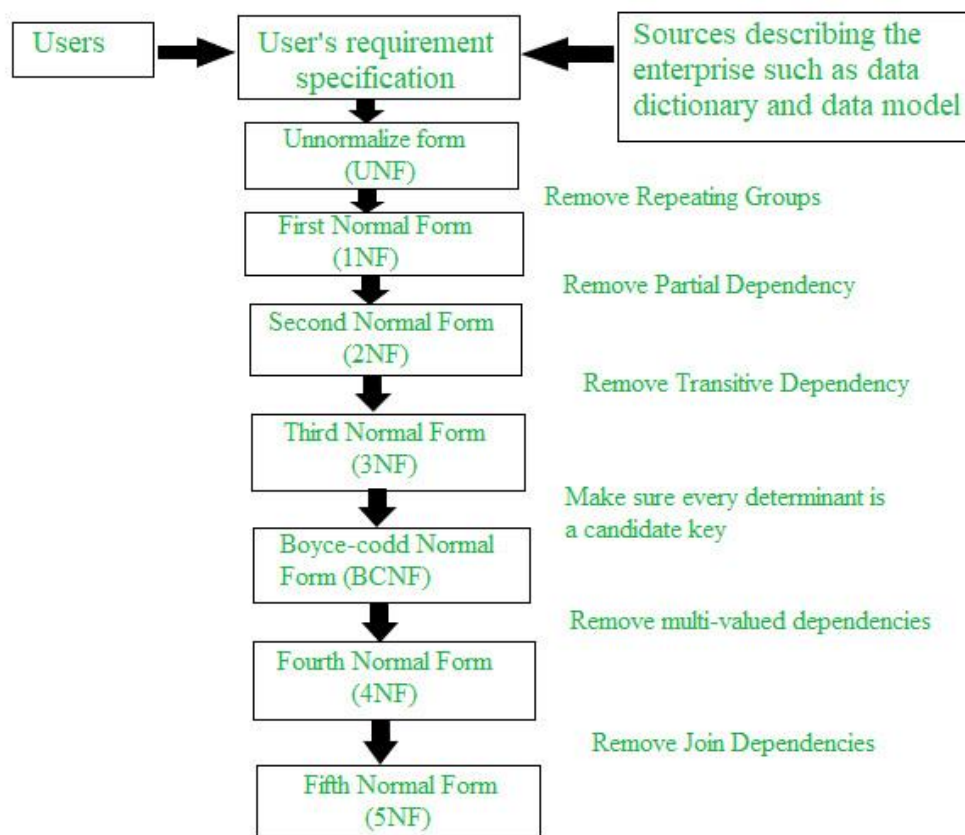 Users
User's requirement
specification
Sources describing the
enterprise such as data
dictionary and data model
Unnormalize form
(UNF)
Remove Repeating Groups
First Normal Form
(1NF)
Remove Partial Dependency
Second Normal Form
(2NF)
Remove Transitive Dependency
Third Normal Form
(3NF)
Make sure every determinant is
a candidate key
Boyce-codd Normal
Form (BCNF)
Remove multi-valued dependencies
Fourth Normal Form
(4NF)
Remove Join Dependencies
Fifth Normal Form
(5NF)